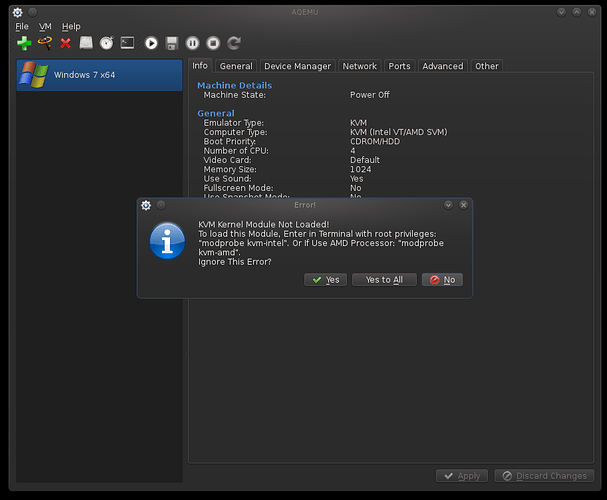 AQEMU
File VM Help
Windows 7 x64
Info General Device Manager Network Ports Advanced Other
Machine Details
Machine State: Power Off
General
Emulator Type: KVM
Computer Type: KVM (Intel VT/AMD SVM)
Boot Priority: CDROM/HDD
Number of CPU: 4
Video Card: Default
Memory Size: 1024
Use Sound: Yes
Fullscreen Mode: No
Use Snapshot Mode: No
Error!
KVM Kernel Module Not Loaded!
To load this Module, Enter in Terminal with root privileges:
"modprobe kvm-intel". Or If Use AMD Processor: "modprobe
kvm-amd".
Ignore This Error?
Yes Yes to All No
Apply Discard Changes